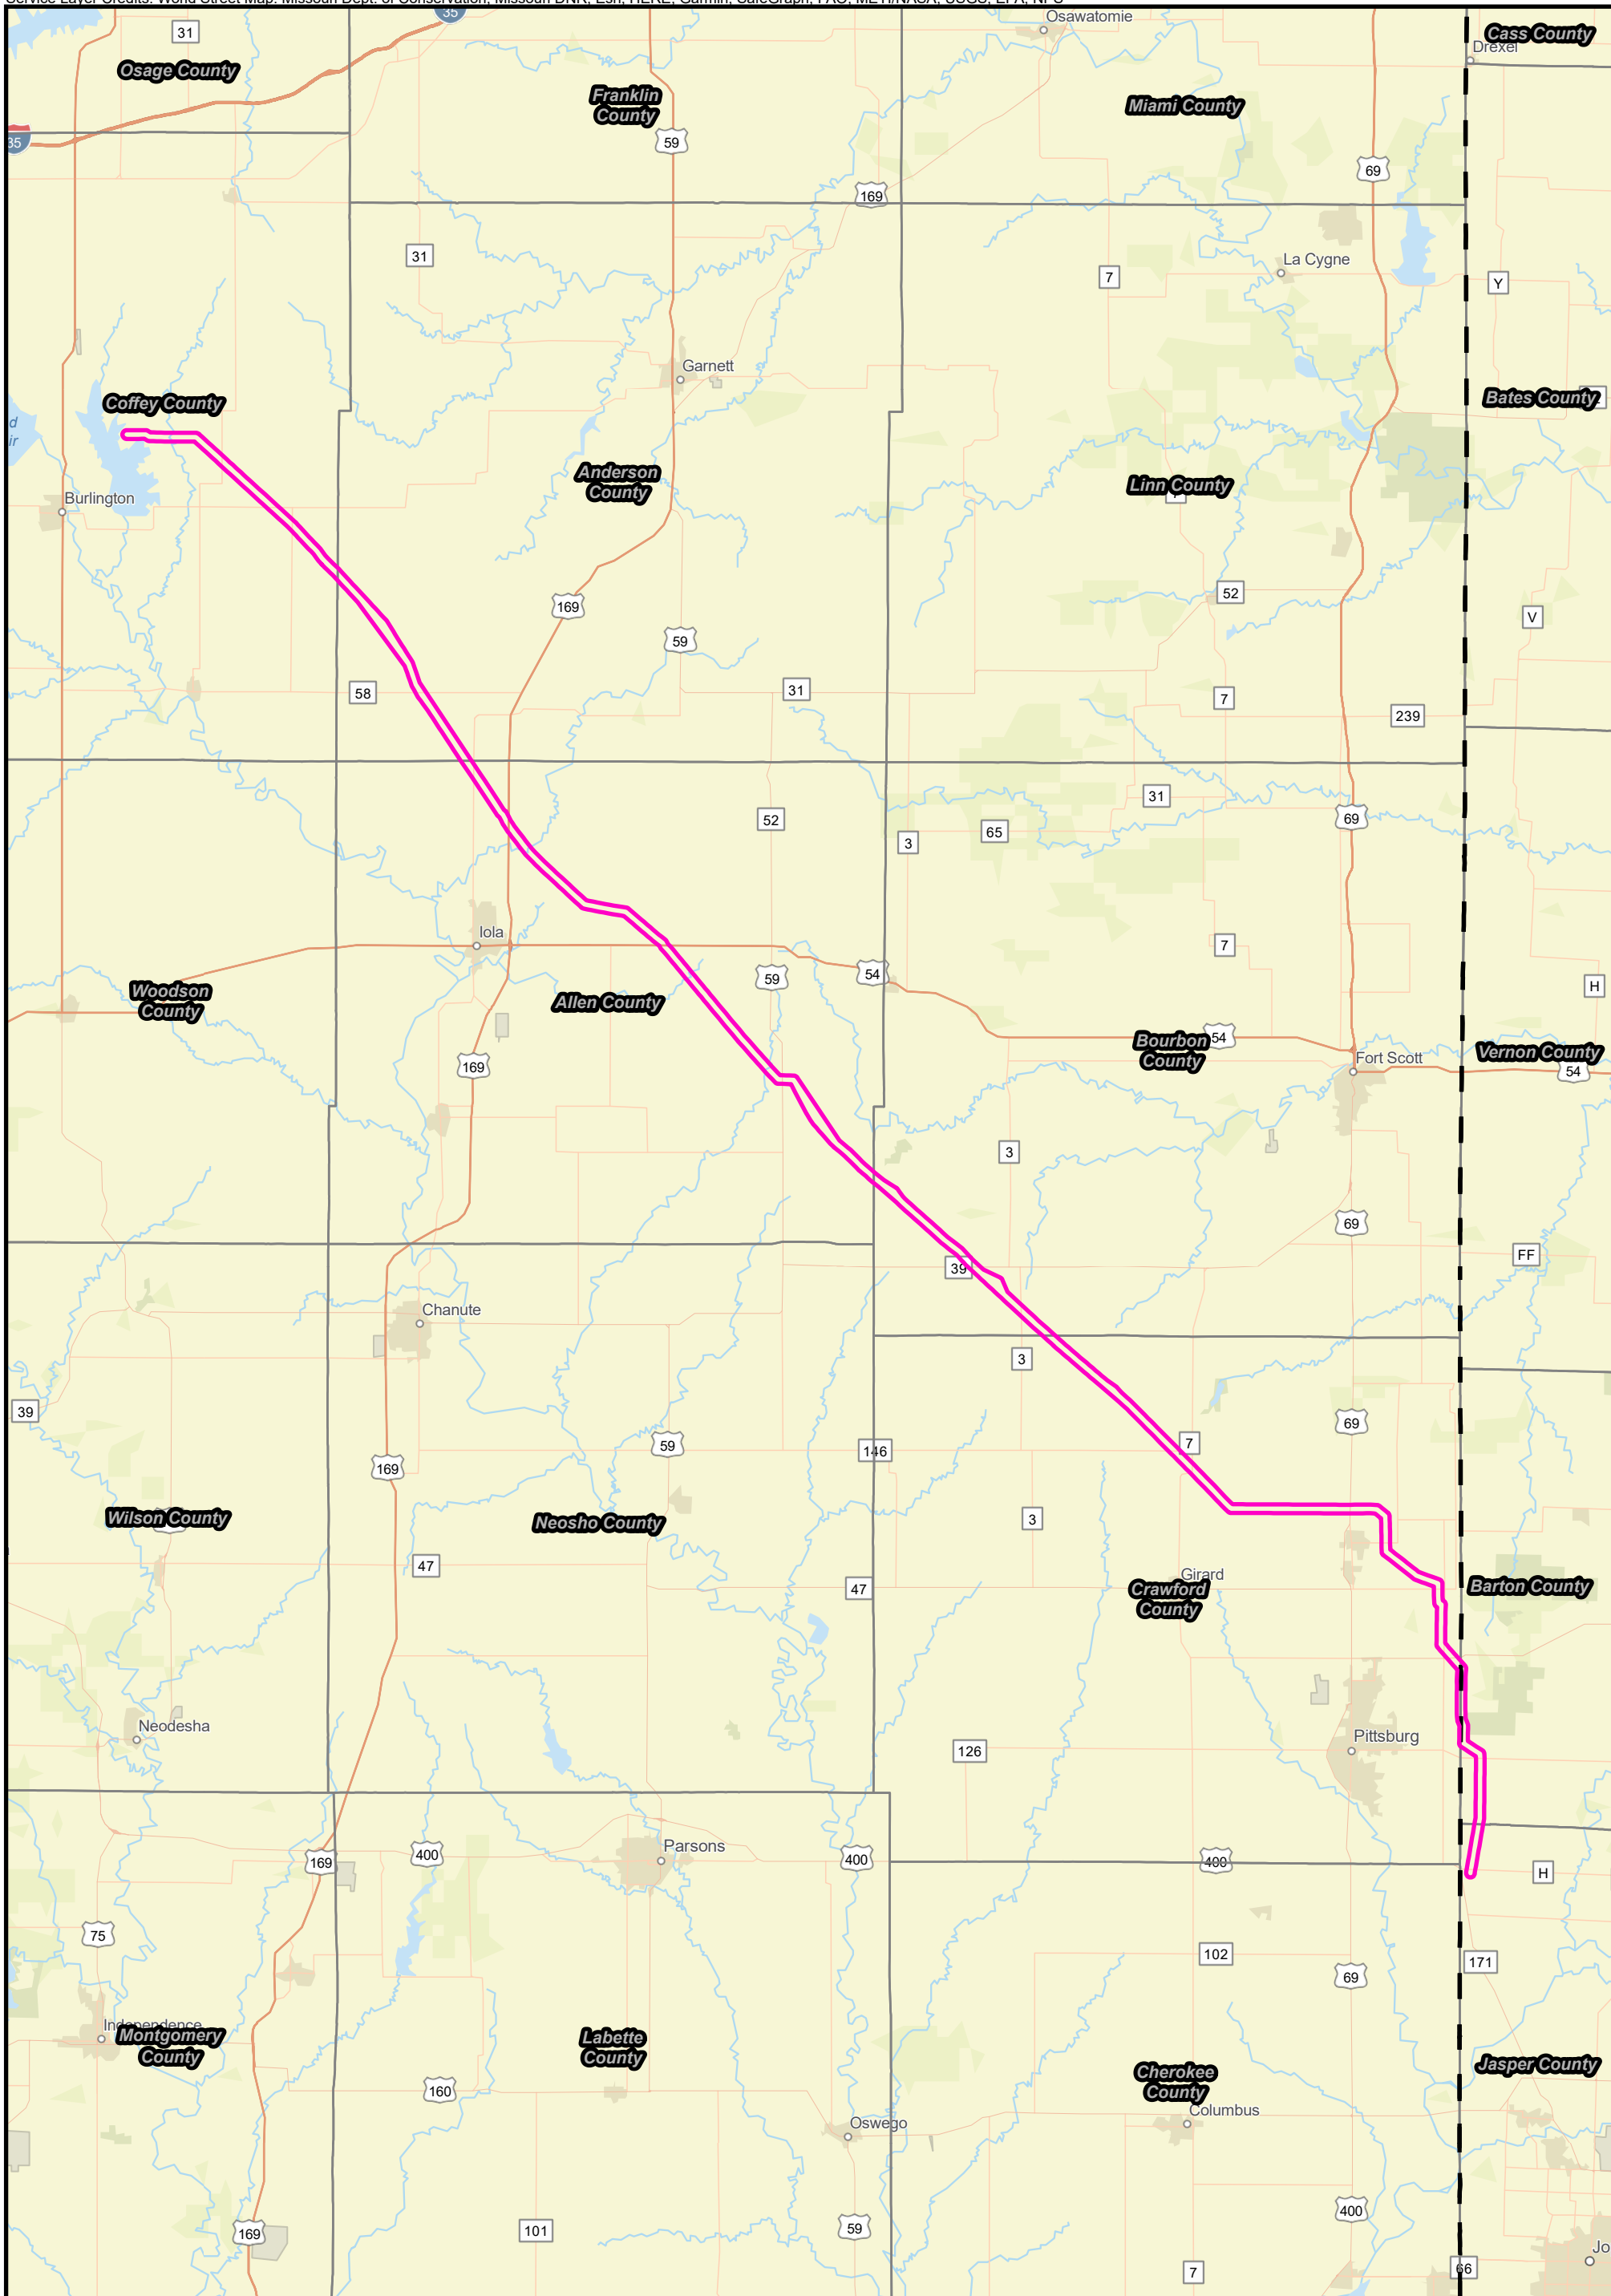 Service Layer Credits: World Street Map: Missouri Dept. of Conservation, Missouri DNR, Esri, HERE, Garmin, SafeGraph, FAO, METI/NASA, USGS, EPA, NPS
35
Osawatomie
31
Cass County
Drexel
Osage County
Franklin
County
Miami County
35
59
69
169
31
La Cygne
7
Y
Garnett
Coffey County
Bates County
d
ir
Anderson
County
Linn County
Burlington
52
169
V
59
58
31
7
239
31
52
69
65
3
Iola
7
59
54
H
Woodson
County
Allen County
54
Bourbon
County
Vernon County
Fort Scott
54
169
3
69
FF
39
Chanute
3
39
69
7
59
146
169
Wilson County
Neosho County
3
47
Girard
47
Crawford
County
Barton County
Neodesha
Pittsburg
126
Parsons
169
400
400
400
H
75
102
171
69
Independence
Montgomery
County
Labette
County
Jasper County
Cherokee
County
160
Columbus
Oswego
400
169
101
59
Jo
66
7